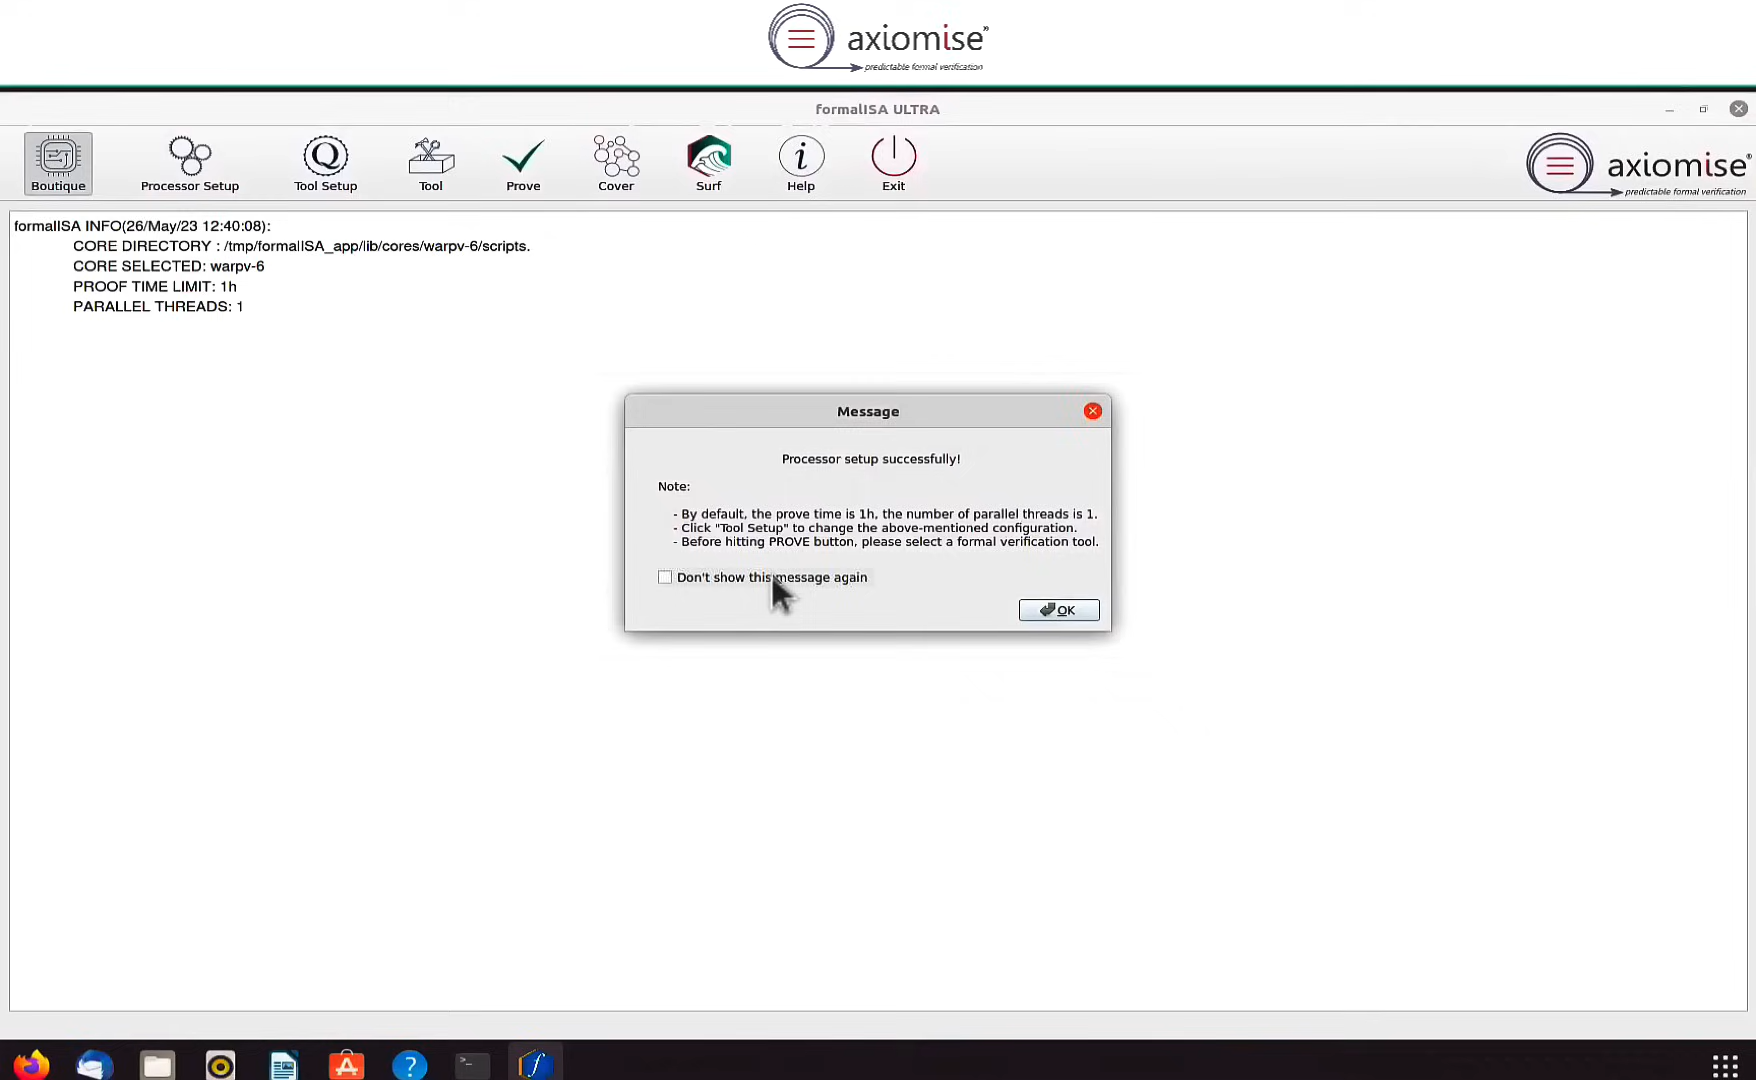 axiomise®
predictable formal verification
formalISA ULTRA
Boutique
Processor Setup
Tool Setup
Tool
Prove
Cover
Surf
Help
Exit
axiomise®
predictable formal verification
formalISA INFO(26/May/23 12:40:08):
CORE DIRECTORY : /tmp/formalISA_app/lib/cores/warpv-6/scripts.
CORE SELECTED: warpv-6
PROOF TIME LIMIT: 1h
PARALLEL THREADS: 1
Message
Processor setup successfully!
Note:
- By default, the prove time is 1h, the number of parallel threads is 1.
- Click "Tool Setup" to change the above-mentioned configuration.
- Before hitting PROVE button, please select a formal verification tool.
Don't show this message again
OK